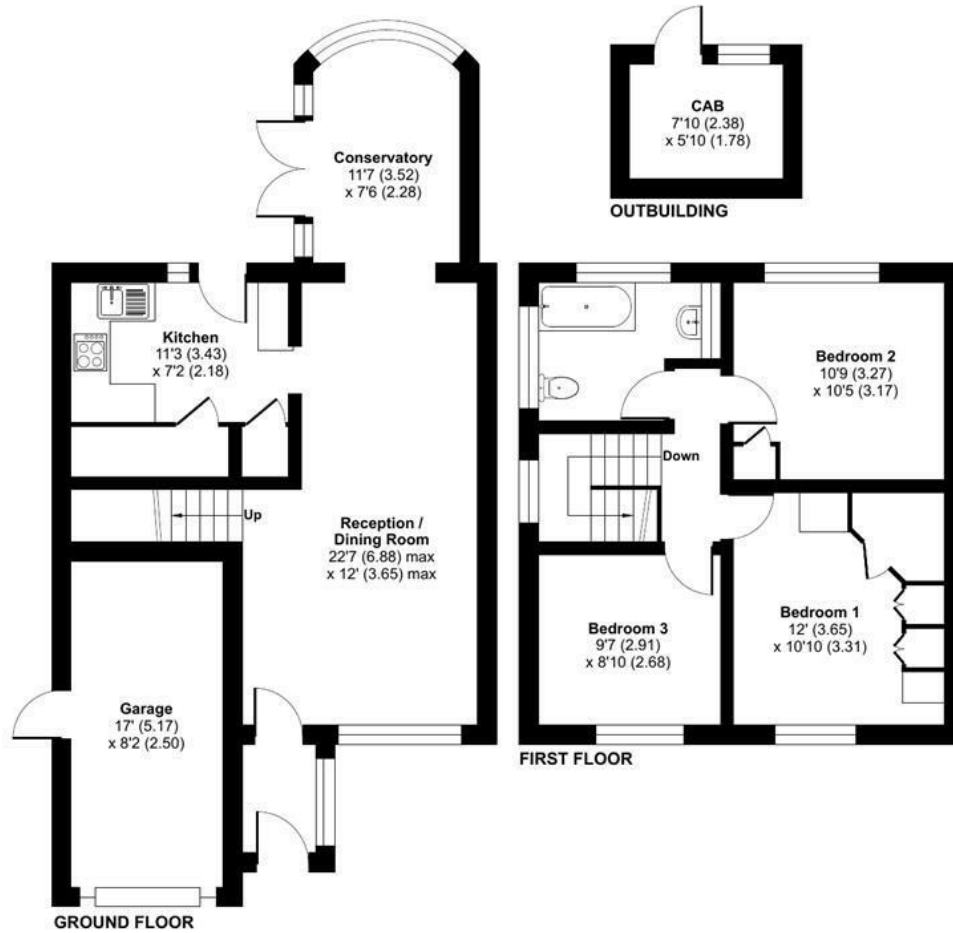 CAB
7'10 (2.38)
x 5'10 (1.78)
OUTBUILDING
Conservatory
11'7 (3.52)
x 7'6 (2.28)
Kitchen
11'3 (3.43)
x 7'2 (2.18)
Up
Reception /
Dining Room
22'7 (6.88) max
x 12' (3.65) max
Garage
17' (5.17)
x 8'2 (2.50)
GROUND FLOOR
Bedroom 2
10'9 (3.27)
x 10'5 (3.17)
Down
Bedroom 3
9'7 (2.91)
x 8'10 (2.68)
Bedroom 1
12' (3.65)
x 10'10 (3.31)
FIRST FLOOR